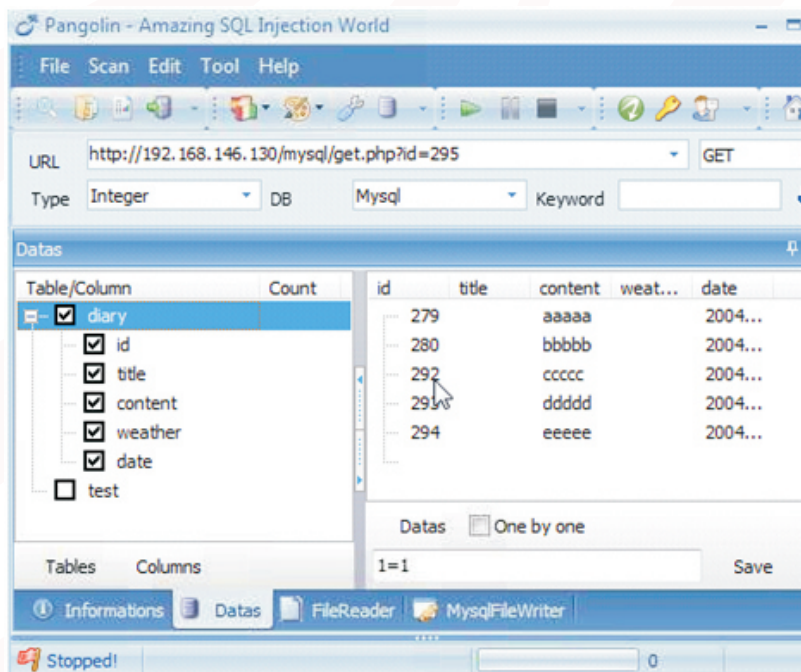 Pangolin - Amazing SQL Injection World
File Scan Edit Tool Help
URL http://192.168.146.130/mysql/get.php?id=295 GET
Type Integer DB Mysql Keyword
Datas
Table/Column Count id title content weat... date
diary 279 aaaaa 2004...
id 280 bbbbb 2004...
title 292 ccccc 2004...
content ddddd 2004...
weather 294 eeeee 2004...
date
test
Datas One by one
Tables Columns 1=1 Save
Informations Datas FileReader MysqlFileWriter
Stopped! 0